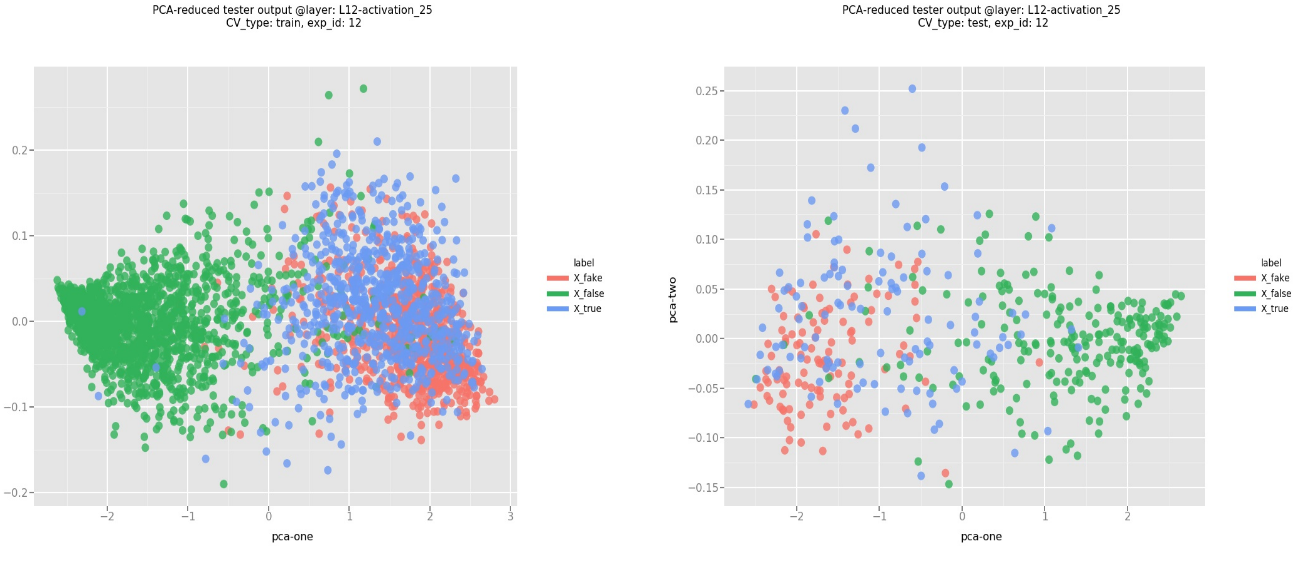 PCA-reduced tester output @layer: L12-activation_25
CV_type: train, exp_id: 12
0.2
0.1
0.0
−0.1
−0.2
−2
−1
0
1
2
3
pca-one
label
X_fake
X_false
X_true
PCA-reduced tester output @layer: L12-activation_25
CV_type: test, exp_id: 12
pca-two
0.25
0.20
0.15
0.10
0.05
0.00
−0.05
−0.10
−0.15
−2
−1
0
1
2
pca-one
label
X_fake
X_false
X_true